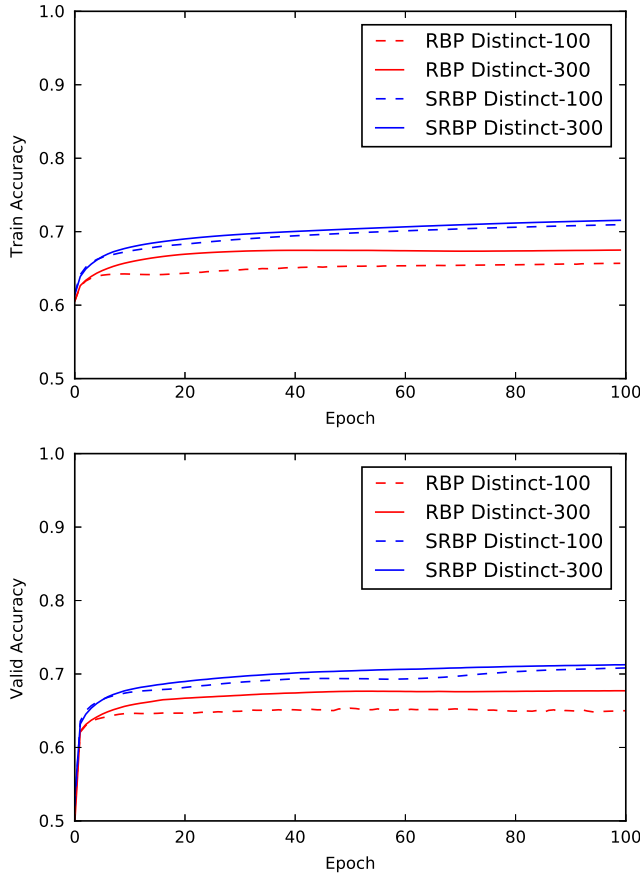 1.0
0.9
0.8
0.7
0.6
0.5
Train Accuracy
RBP Distinct-100
RBP Distinct-300
SRBP Distinct-100
SRBP Distinct-300
0 20 40 60 80 100
Epoch
1.0
0.9
0.8
0.7
0.6
0.5
Valid Accuracy
RBP Distinct-100
RBP Distinct-300
SRBP Distinct-100
SRBP Distinct-300
0 20 40 60 80 100
Epoch